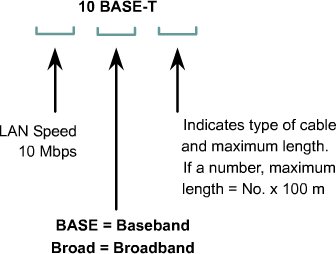 10 BASE-T
LAN Speed
10 Mbps
Indicates type of cable
and maximum length.
If a number, maximum
length = No. x 100 m
BASE = Baseband
Broad = Broadband